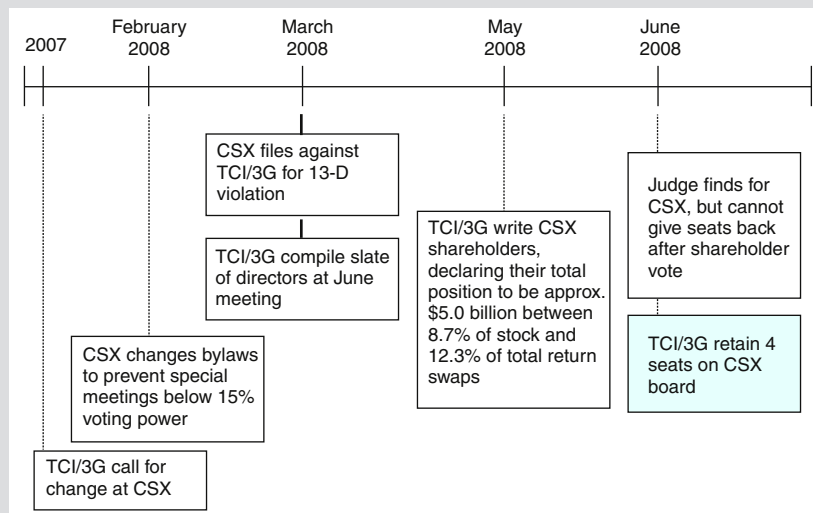 2007
February
2008
March
2008
May
2008
June
2008
CSX files against
TCI/3G for 13-D
violation
TCI/3G compile slate
of directors at June
meeting
CSX changes bylaws
to prevent special
meetings below 15%
voting power
TCI/3G call for
change at CSX
TCI/3G write CSX
shareholders,
declaring their total
position to be approx.
$5.0 billion between
8.7% of stock and
12.3% of total return
swaps
Judge finds for
CSX, but cannot
give seats back
after shareholder
vote
TCI/3G retain 4
seats on CSX
board